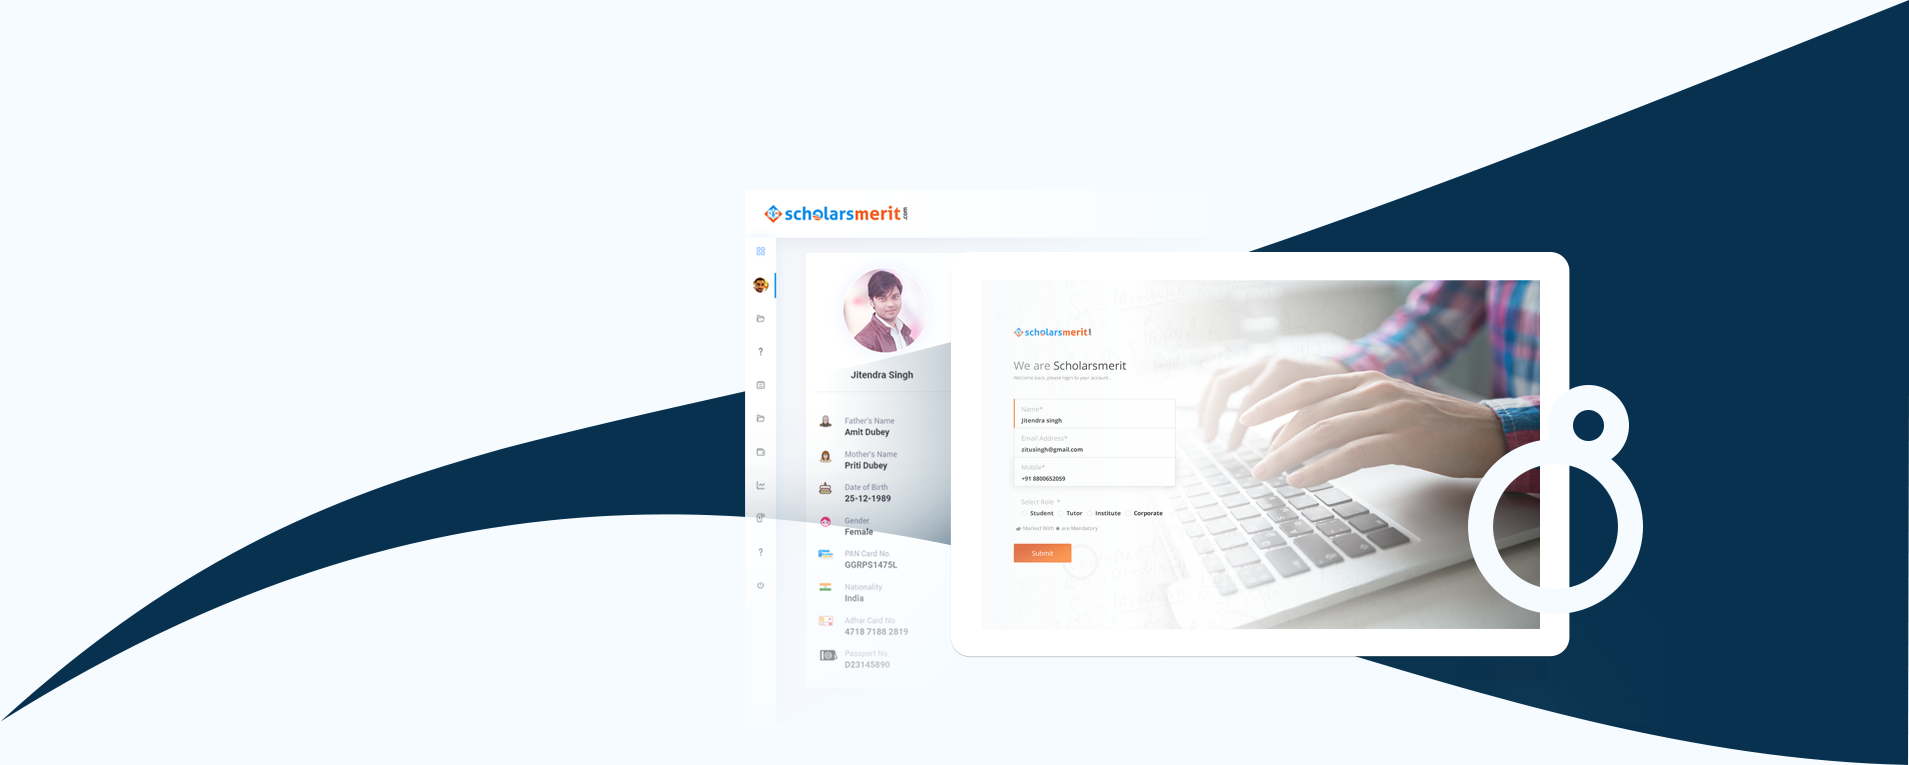 scholarsmerit.com
Jitendra Singh
Father's Name
Amit Dubey
Mother's Name
Priti Dubey
Date of Birth
25-12-1989
Gender
Female
PAN Card No.
GGRPS1475L
Nationality
India
Adhar Card No.
4718 7188 2819
Passport No.
D23145890
scholarsmerit
We are Scholarsmerit
Welcome back, please login to your account
Name*
Jitendra singh
Email Address*
zitusingh@gmail.com
Mobile*
+91 8800652059
Select Role *
Student Tutor Institute Corporate
Marked With are Mandatory
Submit